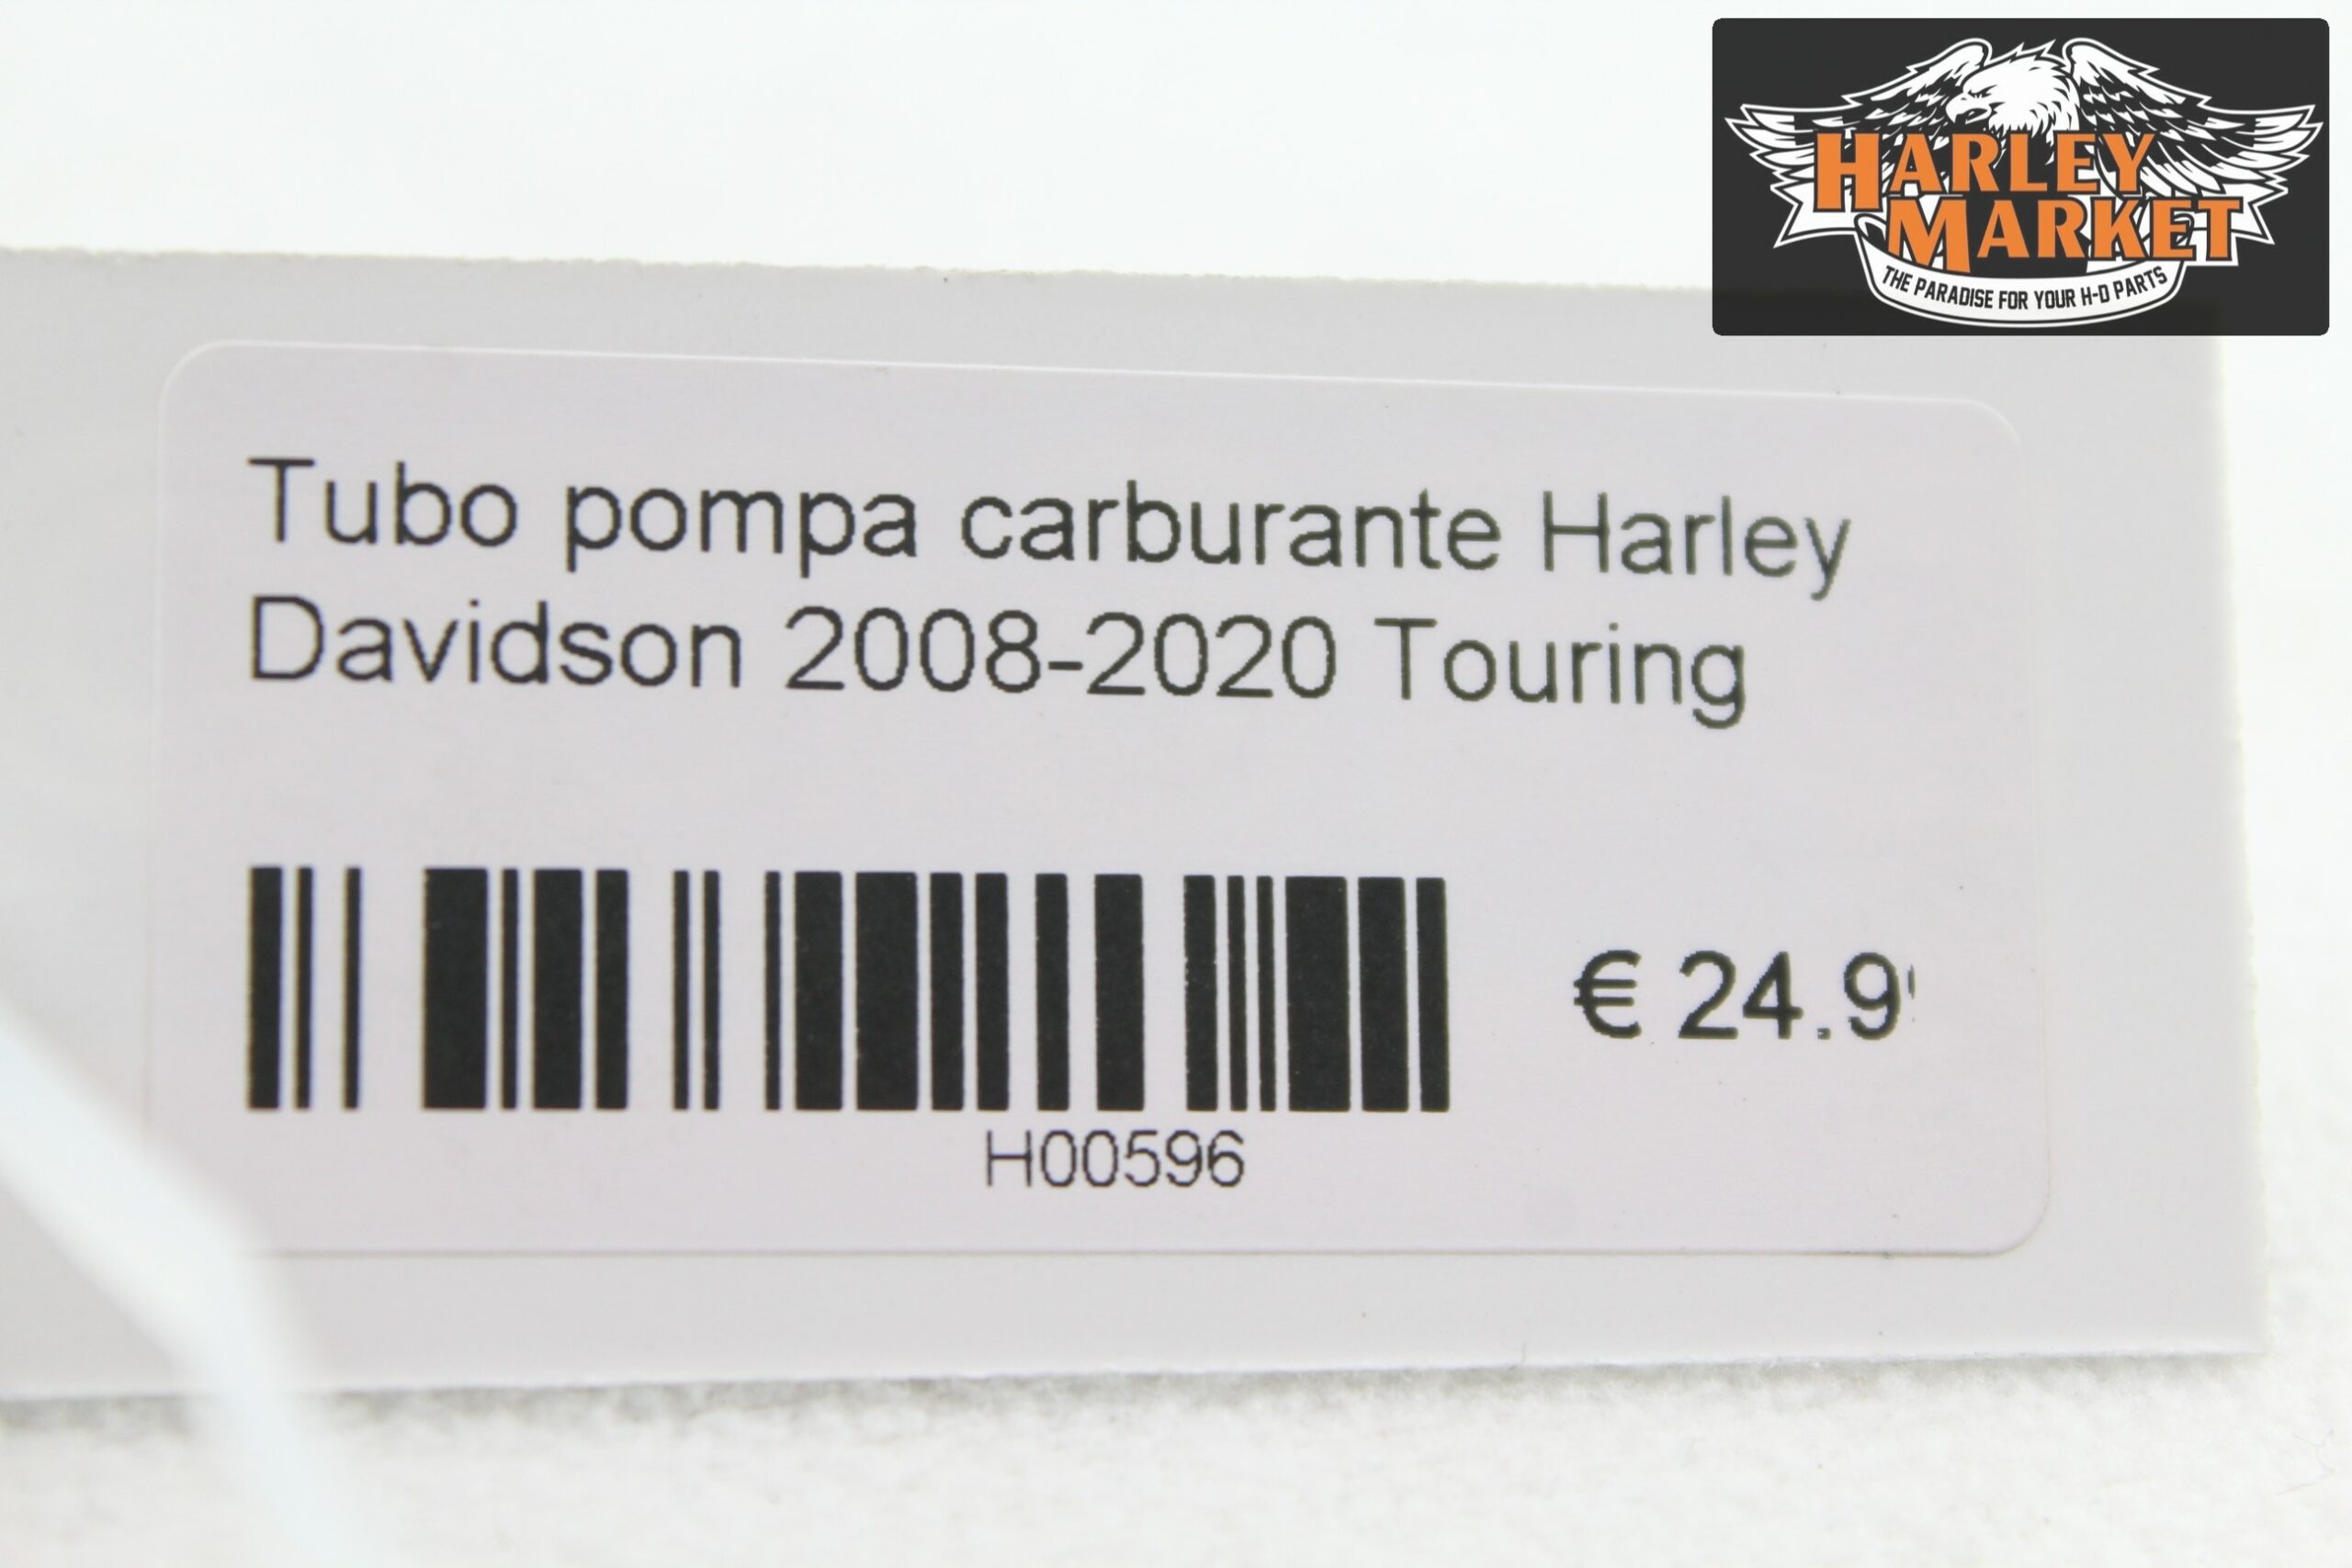 HARLEY
MARKET
THE PARADISE FOR YOUR H-D PARTS
Tubo pompa carburante Harley
Davidson 2008-2020 Touring
€ 24.9
H00596